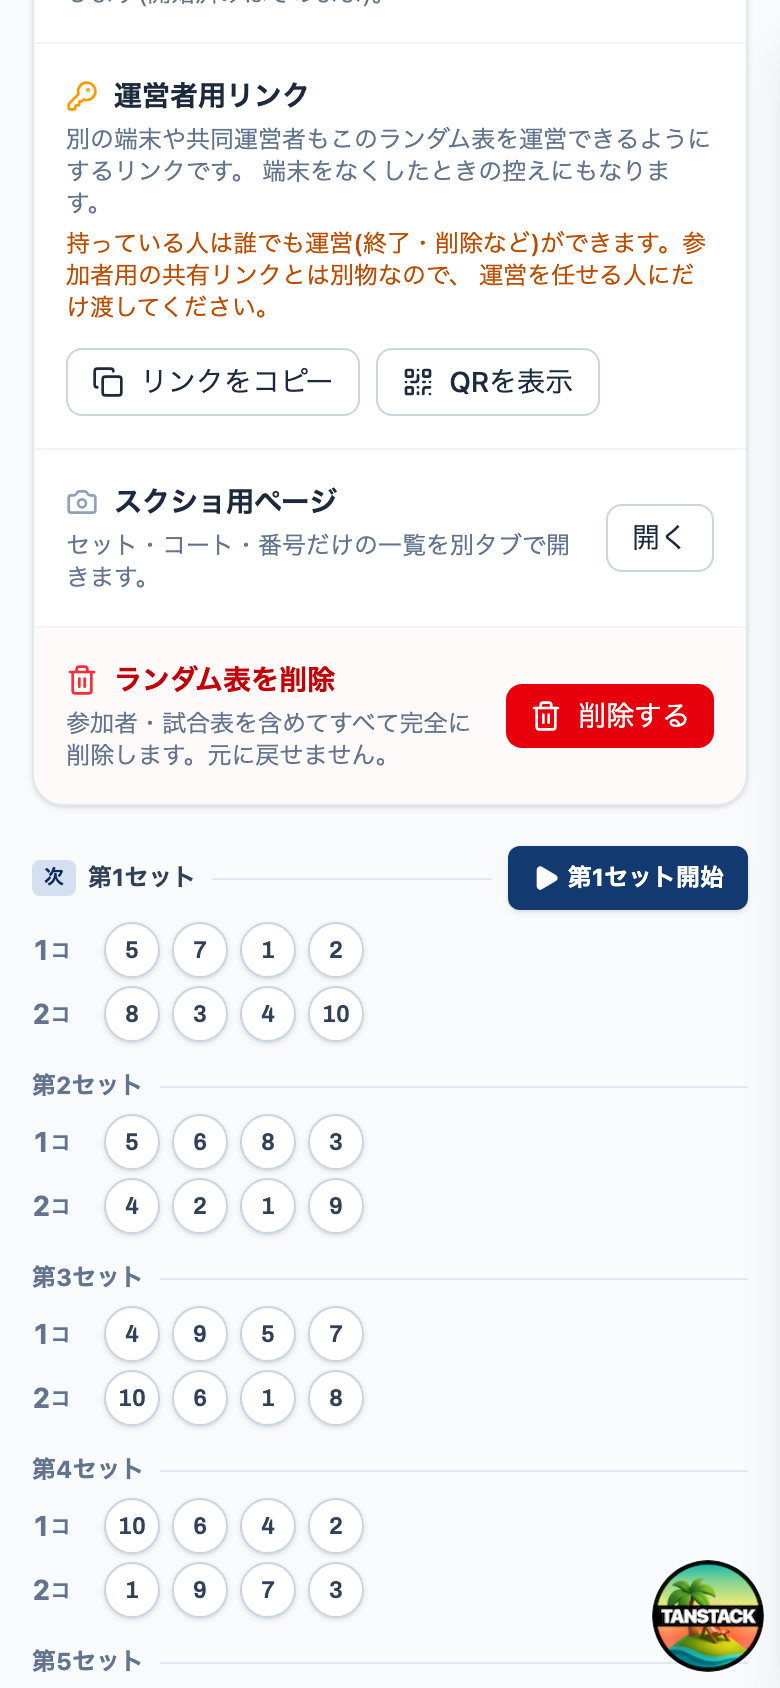 運営者用リンク
別の端末や共同運営者もこのランダム表を運営できるように
するリンクです。 端末をなくしたときの控えにもなりま
す。
持っている人は誰でも運営(終了・削除など)ができます。参
加者用の共有リンクとは別物なので、 運営を任せる人にだ
け渡してください。
リンクをコピー
QRを表示
スクショ用ページ
セット・コート・番号だけの一覧を別タブで開
きます。
開く
ランダム表を削除
参加者・試合表を含めてすべて完全に
削除します。元に戻せません。
削除する
次 第1セット
第1セット開始
1コ 5 7 1 2
2コ 8 3 4 10
第2セット
1コ 5 6 8 3
2コ 4 2 1 9
第3セット
1コ 4 9 5 7
2コ 10 6 1 8
第4セット
1コ 10 6 4 2
2コ 1 9 7 3
TANSTACK
第5セット